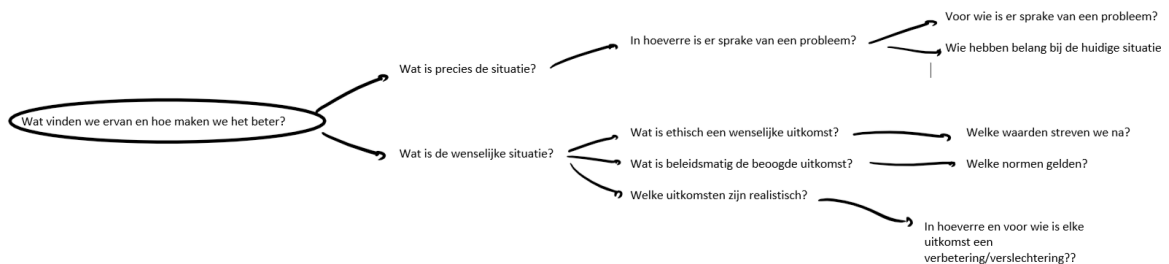 Voor wie is er sprake van een probleem?
In hoeverre is er sprake van een probleem?
Wie hebben belang bij de huidige situatie
Wat is precies de situatie?
Wat vinden we ervan en hoe maken we het beter?
Wat is de wenselijke situatie?
Wat is ethisch een wenselijke uitkomst?
Welke waarden streven we na?
Wat is beleidsmatig de beoogde uitkomst?
Welke normen gelden?
Welke uitkomsten zijn realistisch?
In hoeverre en voor wie is elke
uitkomst een
verbetering/verslechtering??